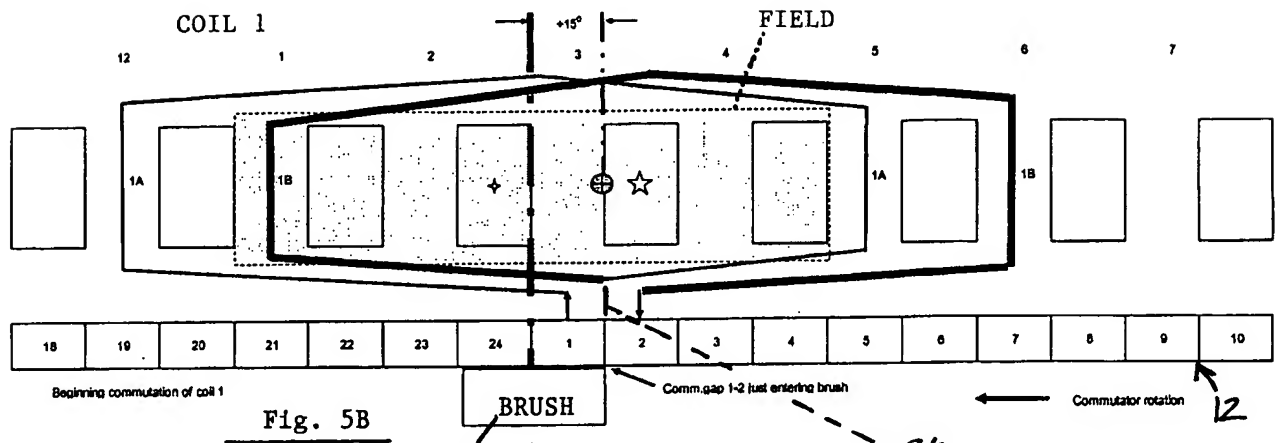 COIL 1
+15°
FIELD
12 1 2 3 4 5 6 7
1A 1B 1A 1B
18 19 20 21 22 23 24 1 2 3 4 5 6 7 8 9 10
Beginning commutation of coil 1
Comm.gap 1-2 just entering brush
Commutator rotation
12
Fig. 5B
BRUSH